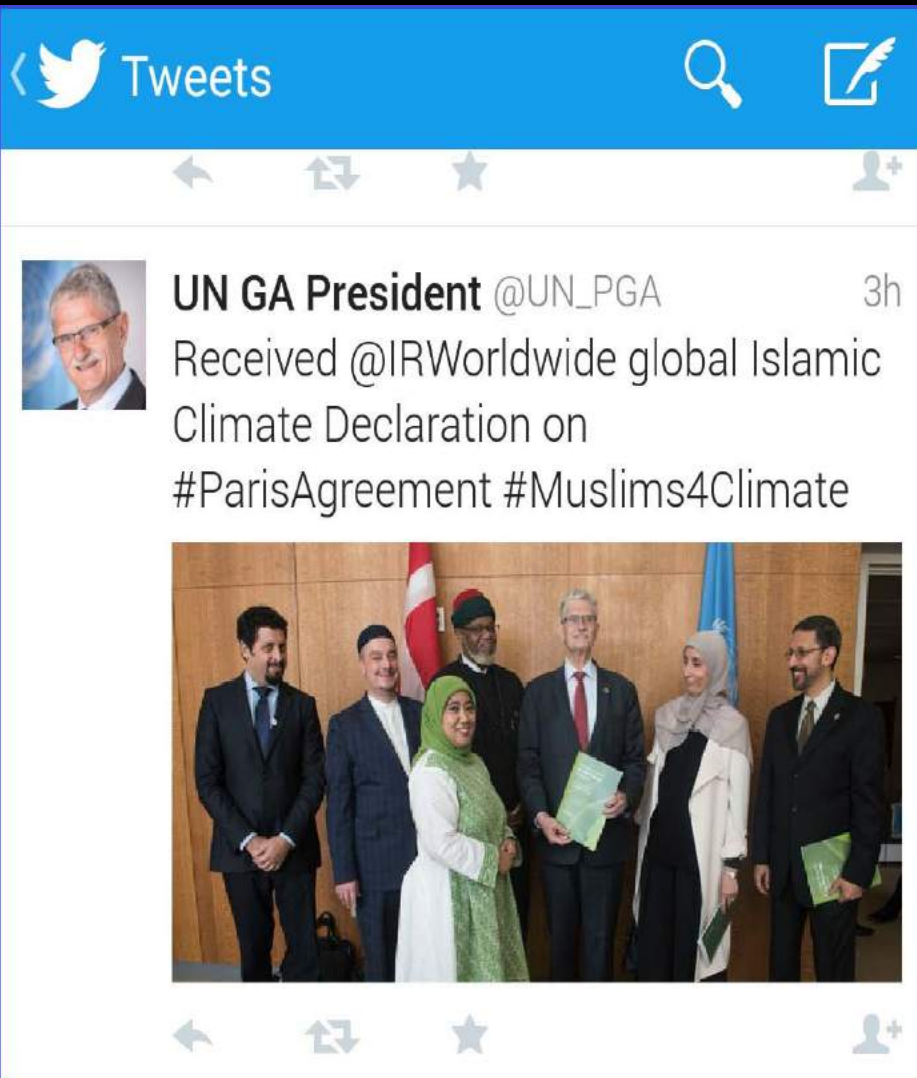 Tweets
UN GA President @UN_PGA 3h
Received @IRWorldwide global Islamic
Climate Declaration on
#ParisAgreement #Muslims4Climate